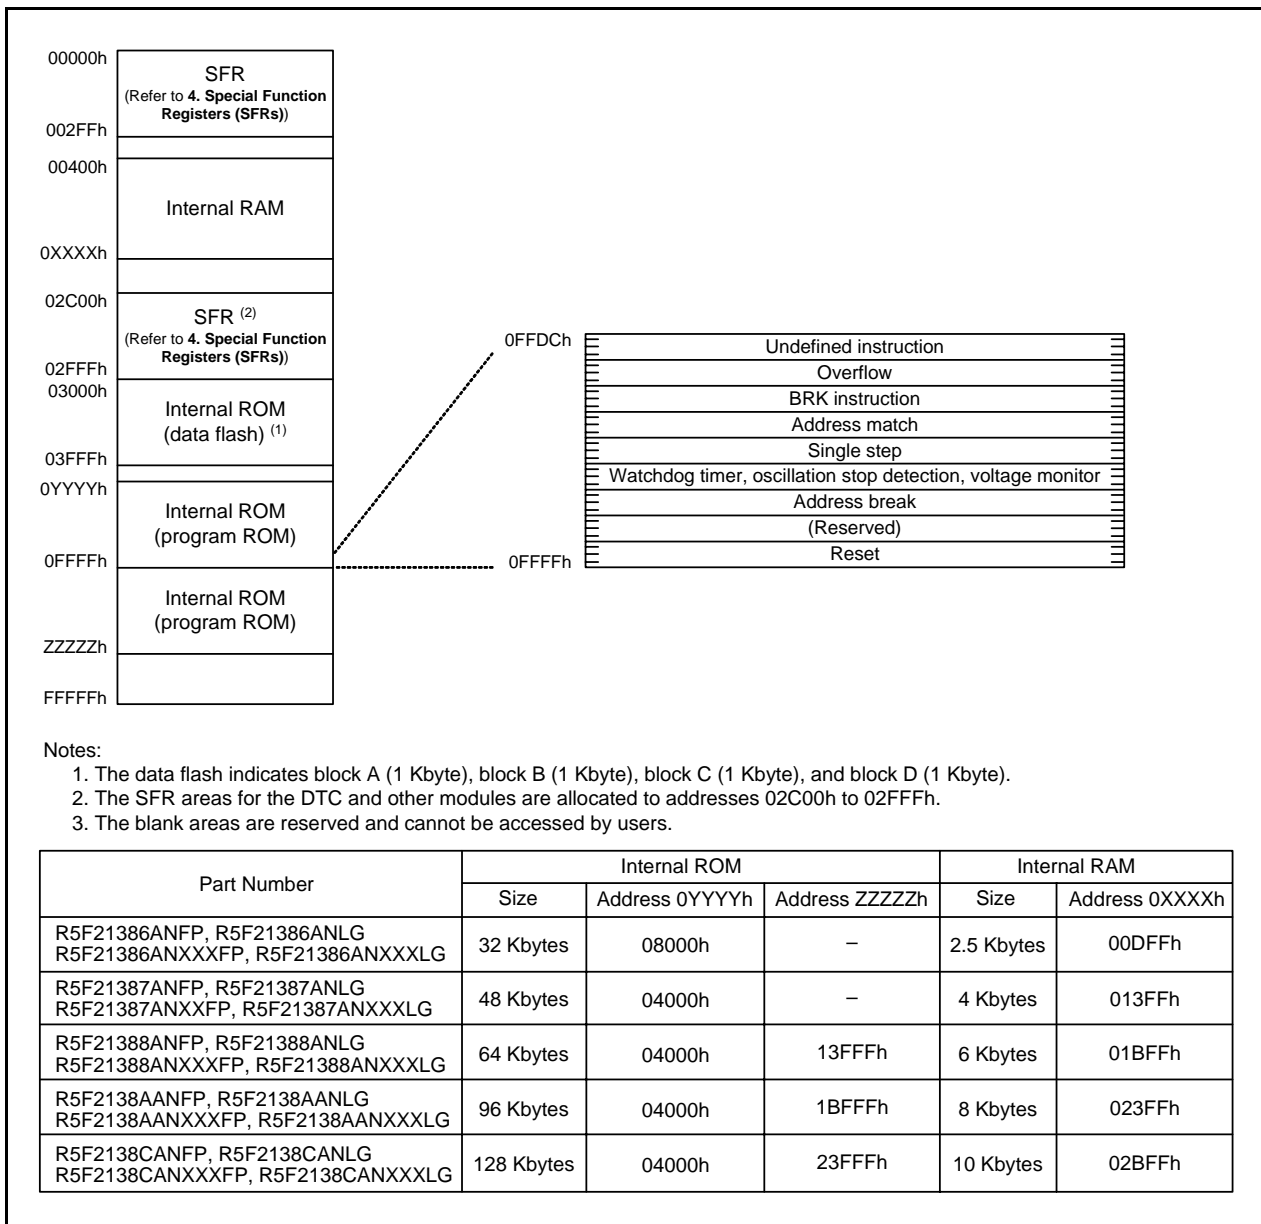 00000h
SFR
(Refer to 4. Special Function
Registers (SFRs))
002FFh
00400h
Internal RAM
0XXXXh
02C00h
SFR (2)
(Refer to 4. Special Function
Registers (SFRs))
02FFFh
03000h
Internal ROM
(data flash) (1)
03FFFh
0YYYYh
Internal ROM
(program ROM)
0FFFFh
Internal ROM
(program ROM)
ZZZZZh
FFFFFh
0FFDCh
Undefined instruction
Overflow
BRK instruction
Address match
Single step
Watchdog timer, oscillation stop detection, voltage monitor
Address break
(Reserved)
0FFFFh Reset
Notes:
1. The data flash indicates block A (1 Kbyte), block B (1 Kbyte), block C (1 Kbyte), and block D (1 Kbyte).
2. The SFR areas for the DTC and other modules are allocated to addresses 02C00h to 02FFFh.
3. The blank areas are reserved and cannot be accessed by users.
Part Number Internal ROM Internal RAM
Size Address 0YYYYh Address ZZZZZh Size Address 0XXXXh
R5F21386ANFP, R5F21386ANLG
R5F21386ANXXXFP, R5F21386ANXXXLG 32 Kbytes 08000h – 2.5 Kbytes 00DFFh
R5F21387ANFP, R5F21387ANLG
R5F21387ANXXFP, R5F21387ANXXXLG 48 Kbytes 04000h – 4 Kbytes 013FFh
R5F21388ANFP, R5F21388ANLG
R5F21388ANXXXFP, R5F21388ANXXXLG 64 Kbytes 04000h 13FFFh 6 Kbytes 01BFFh
R5F2138AANFP, R5F2138AANLG
R5F2138AANXXXFP, R5F2138AANXXXLG 96 Kbytes 04000h 1BFFFh 8 Kbytes 023FFh
R5F2138CANFP, R5F2138CANLG
R5F2138CANXXXFP, R5F2138CANXXXLG 128 Kbytes 04000h 23FFFh 10 Kbytes 02BFFh